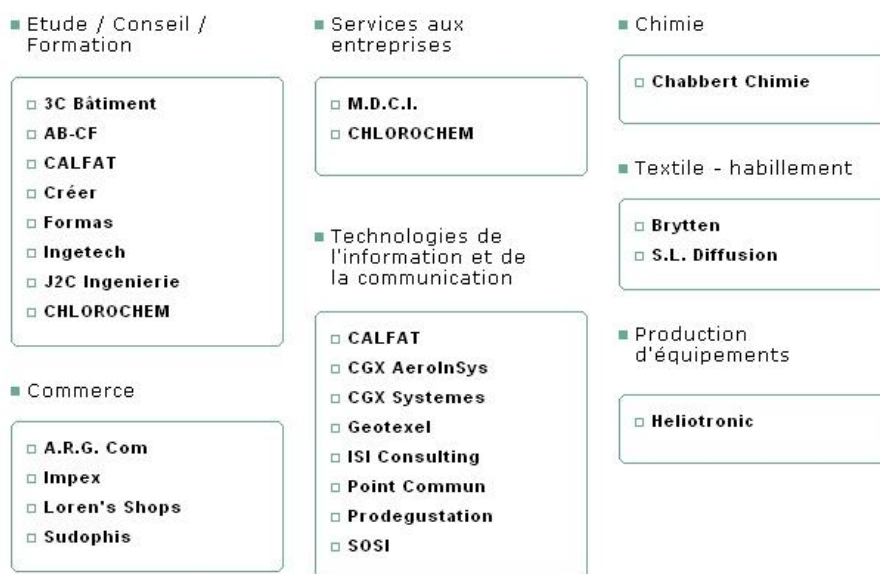 Etude / Conseil /
Formation
3C Bâtiment
AB-CF
CALFAT
Créer
Formas
Ingetech
J2C Ingenierie
CHLOROCHEM
Commerce
A.R.G. Com
Impex
Loren's Shops
Sudophis
Services aux
entreprises
M.D.C.I.
CHLOROCHEM
Technologies de
l'information et de
la communication
CALFAT
CGX AeroInSys
CGX Systemes
Geotexel
ISI Consulting
Point Commun
Prodegustation
SOSI
Chimie
Chabbert Chimie
Textile - habillement
Brytten
S.L. Diffusion
Production
d'équipements
Heliotronic